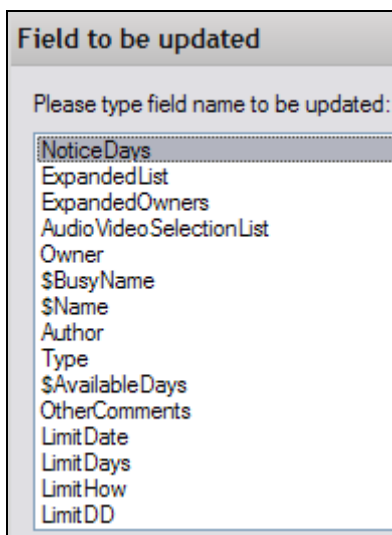 Field to be updated
Please type field name to be updated:
NoticeDays
ExpandedList
ExpandedOwners
AudioVideoSelectionList
Owner
$BusyName
$Name
Author
Type
$AvailableDays
OtherComments
LimitDate
LimitDays
LimitHow
LimitDD